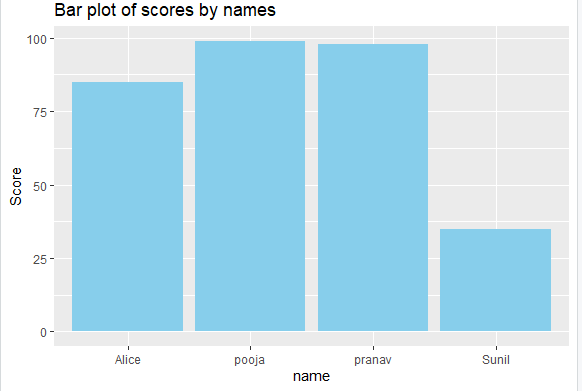 Bar plot of scores by names
100
75
50
25
0
Score
Alice pooja pranav Sunil
name